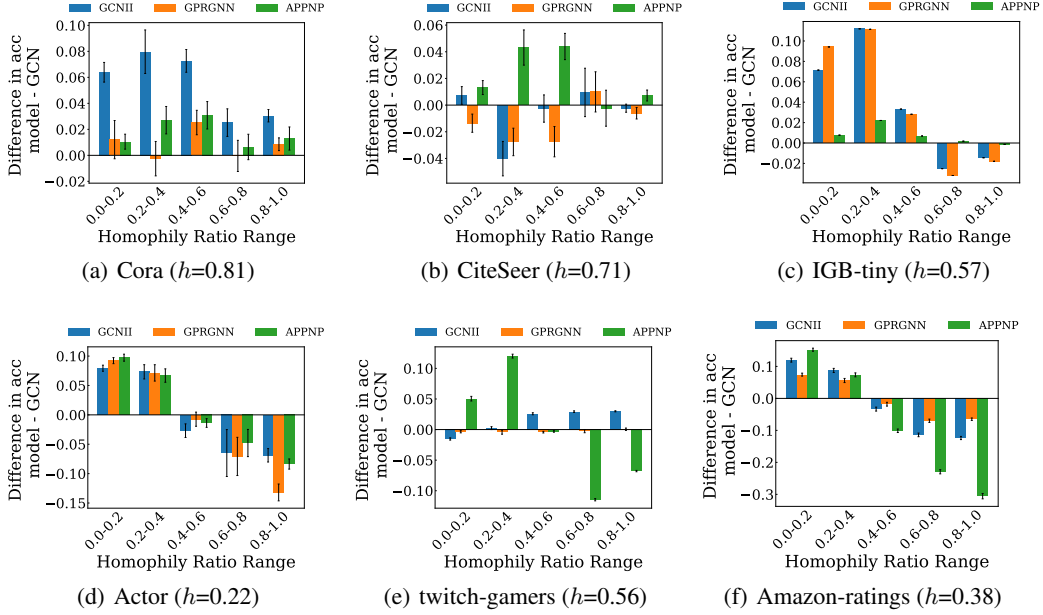 GCNII GPRGNN APPNP
Difference in acc
model - GCN
0.10
0.08
0.06
0.04
0.02
0.00
−0.02
0.0-0.2
0.2-0.4
0.4-0.6
0.6-0.8
0.8-1.0
Homophily Ratio Range
(a) Cora (h=0.81)
GCNII GPRGNN APPNP
Difference in acc
model - GCN
0.06
0.04
0.02
0.00
−0.02
−0.04
0.0-0.2
0.2-0.4
0.4-0.6
0.6-0.8
0.8-1.0
Homophily Ratio Range
(b) CiteSeer (h=0.71)
GCNII GPRGNN APPNP
Difference in acc
model - GCN
0.10
0.08
0.06
0.04
0.02
0.00
−0.02
0.0-0.2
0.2-0.4
0.4-0.6
0.6-0.8
0.8-1.0
Homophily Ratio Range
(c) IGB-tiny (h=0.57)
GCNII GPRGNN APPNP
Difference in acc
model - GCN
0.10
0.05
0.00
−0.05
−0.10
−0.15
0.0-0.2
0.2-0.4
0.4-0.6
0.6-0.8
0.8-1.0
Homophily Ratio Range
(d) Actor (h=0.22)
GCNII GPRGNN APPNP
Difference in acc
model - GCN
0.10
0.05
0.00
−0.05
−0.10
0.0-0.2
0.2-0.4
0.4-0.6
0.6-0.8
0.8-1.0
Homophily Ratio Range
(e) twitch-gamers (h=0.56)
GCNII GPRGNN APPNP
Difference in acc
model - GCN
0.2
0.1
0.0
−0.1
−0.2
−0.3
0.0-0.2
0.2-0.4
0.4-0.6
0.6-0.8
0.8-1.0
Homophily Ratio Range
(f) Amazon-ratings (h=0.38)